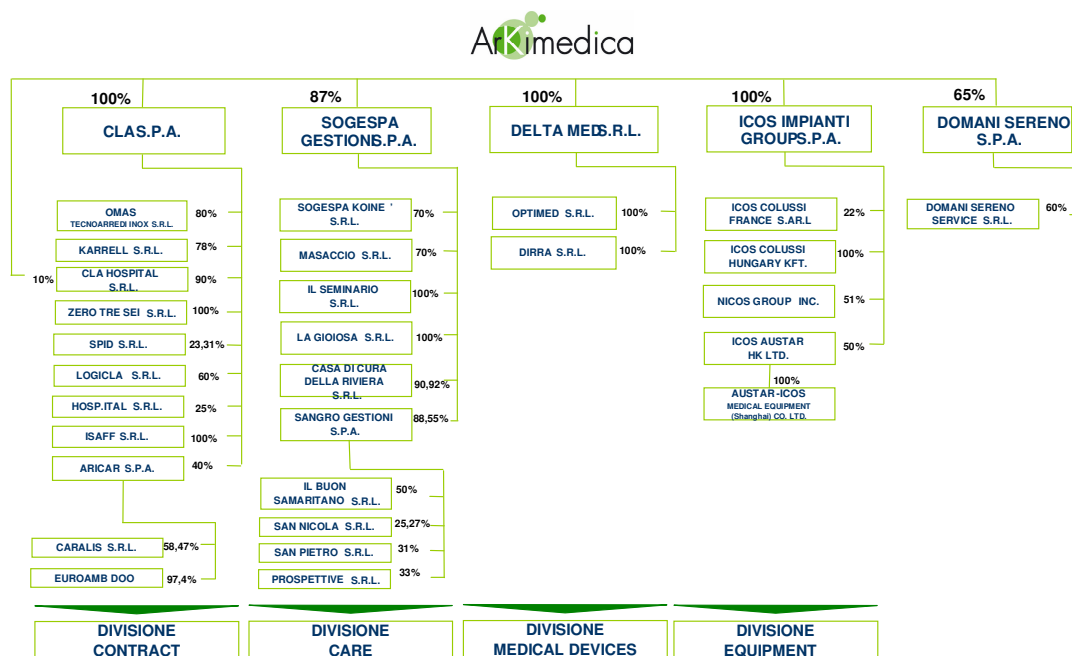 ArKimedica
100%
CLAS.P.A.
87%
SOGESPA
GESTIONIS.P.A.
100%
DELTA MEDS.R.L.
100%
ICOS IMPIANTI
GROUPS.P.A.
65%
DOMANI SERENO
S.P.A.
OMAS
TECNOARREDI INOX S.R.L.
80%
KARRELL S.R.L.
78%
10%
CLA HOSPITAL
S.R.L.
90%
ZERO TRE SEI S.R.L.
100%
SPID S.R.L.
23,31%
LOGICLA S.R.L.
60%
HOSP.ITAL S.R.L.
25%
ISAFF S.R.L.
100%
ARICAR S.P.A.
40%
CARALIS S.R.L.
58,47%
EUROAMB DOO
97,4%
SOGESPA KOINE '
S.R.L.
70%
MASACCIO S.R.L.
70%
IL SEMINARIO
S.R.L.
100%
LA GIOIOSA S.R.L.
100%
CASA DI CURA
DELLA RIVIERA
S.R.L.
90,92%
SANGRO GESTIONI
S.P.A.
88,55%
IL BUON
SAMARITANO S.R.L.
50%
SAN NICOLA S.R.L.
25,27%
SAN PIETRO S.R.L.
31%
PROSPETTIVE S.R.L.
33%
OPTIMED S.R.L.
100%
DIRRA S.R.L.
100%
ICOS COLUSSI
FRANCE S.AR.L
22%
ICOS COLUSSI
HUNGARY KFT.
100%
NICOS GROUP INC.
51%
ICOS AUSTAR
HK LTD.
50%
100%
AUSTAR-ICOS
MEDICAL EQUIPMENT
(Shanghai) CO. LTD.
DOMANI SERENO
SERVICE S.R.L.
60%
DIVISIONE
CONTRACT
DIVISIONE
CARE
DIVISIONE
MEDICAL DEVICES
DIVISIONE
EQUIPMENT